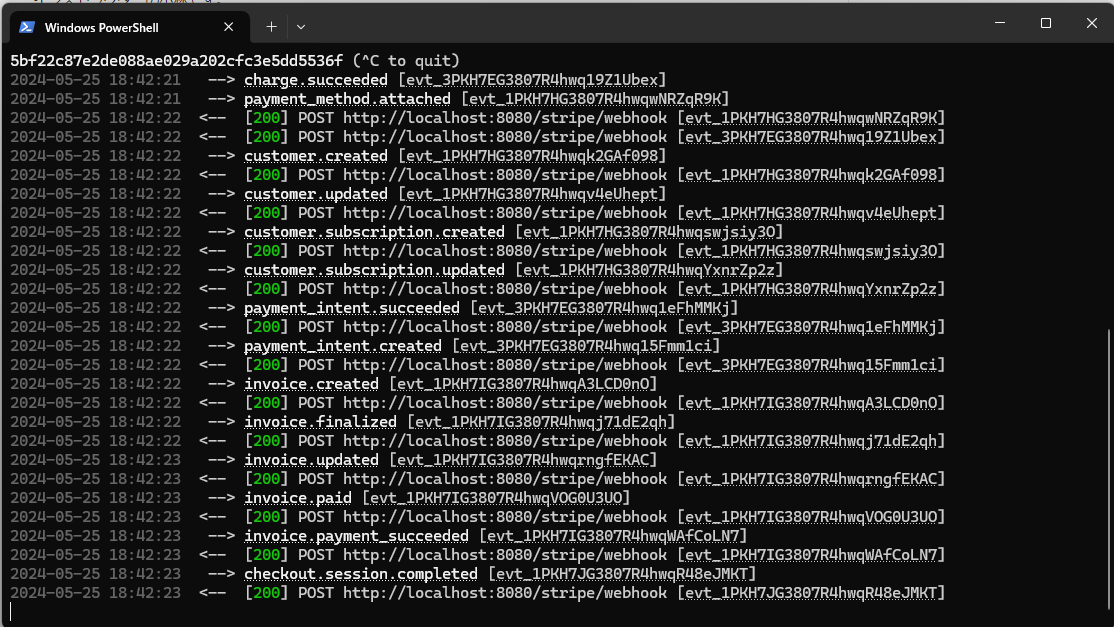 Windows PowerShell
5bf22c87e2de088ae029a202cfc3e5dd5536f (^C to quit)
2024-05-25 18:42:21 --> charge.succeeded [evt_3PKH7EG3807R4hwq19Z1Ubex]
2024-05-25 18:42:21 --> payment_method.attached [evt_1PKH7HG3807R4hwqwNRZqR9K]
2024-05-25 18:42:22 <-- [200] POST http://localhost:8080/stripe/webhook [evt_1PKH7HG3807R4hwqwNRZqR9K]
2024-05-25 18:42:22 <-- [200] POST http://localhost:8080/stripe/webhook [evt_3PKH7EG3807R4hwq19Z1Ubex]
2024-05-25 18:42:22 --> customer.created [evt_1PKH7HG3807R4hwqk2GAf098]
2024-05-25 18:42:22 <-- [200] POST http://localhost:8080/stripe/webhook [evt_1PKH7HG3807R4hwqk2GAf098]
2024-05-25 18:42:22 --> customer.updated [evt_1PKH7HG3807R4hwqv4eUhept]
2024-05-25 18:42:22 <-- [200] POST http://localhost:8080/stripe/webhook [evt_1PKH7HG3807R4hwqv4eUhept]
2024-05-25 18:42:22 --> customer.subscription.created [evt_1PKH7HG3807R4hwqswjsiy3O]
2024-05-25 18:42:22 <-- [200] POST http://localhost:8080/stripe/webhook [evt_1PKH7HG3807R4hwqswjsiy3O]
2024-05-25 18:42:22 --> customer.subscription.updated [evt_1PKH7HG3807R4hwqYxnrZp2z]
2024-05-25 18:42:22 <-- [200] POST http://localhost:8080/stripe/webhook [evt_1PKH7HG3807R4hwqYxnrZp2z]
2024-05-25 18:42:22 --> payment_intent.succeeded [evt_3PKH7EG3807R4hwq1eFhMMKj]
2024-05-25 18:42:22 <-- [200] POST http://localhost:8080/stripe/webhook [evt_3PKH7EG3807R4hwq1eFhMMKj]
2024-05-25 18:42:22 --> payment_intent.created [evt_3PKH7EG3807R4hwq15Fmm1ci]
2024-05-25 18:42:22 <-- [200] POST http://localhost:8080/stripe/webhook [evt_3PKH7EG3807R4hwq15Fmm1ci]
2024-05-25 18:42:22 --> invoice.created [evt_1PKH7IG3807R4hwqA3LCD0nO]
2024-05-25 18:42:22 <-- [200] POST http://localhost:8080/stripe/webhook [evt_1PKH7IG3807R4hwqA3LCD0nO]
2024-05-25 18:42:22 --> invoice.finalized [evt_1PKH7IG3807R4hwqj71dE2qh]
2024-05-25 18:42:22 <-- [200] POST http://localhost:8080/stripe/webhook [evt_1PKH7IG3807R4hwqj71dE2qh]
2024-05-25 18:42:23 --> invoice.updated [evt_1PKH7IG3807R4hwqrngfEKAC]
2024-05-25 18:42:23 <-- [200] POST http://localhost:8080/stripe/webhook [evt_1PKH7IG3807R4hwqrngfEKAC]
2024-05-25 18:42:23 --> invoice.paid [evt_1PKH7IG3807R4hwqVOG0U3UO]
2024-05-25 18:42:23 <-- [200] POST http://localhost:8080/stripe/webhook [evt_1PKH7IG3807R4hwqVOG0U3UO]
2024-05-25 18:42:23 --> invoice.payment_succeeded [evt_1PKH7IG3807R4hwqWAfCoLN7]
2024-05-25 18:42:23 <-- [200] POST http://localhost:8080/stripe/webhook [evt_1PKH7IG3807R4hwqWAfCoLN7]
2024-05-25 18:42:23 --> checkout.session.completed [evt_1PKH7JG3807R4hwqR48eJMKT]
2024-05-25 18:42:23 <-- [200] POST http://localhost:8080/stripe/webhook [evt_1PKH7JG3807R4hwqR48eJMKT]